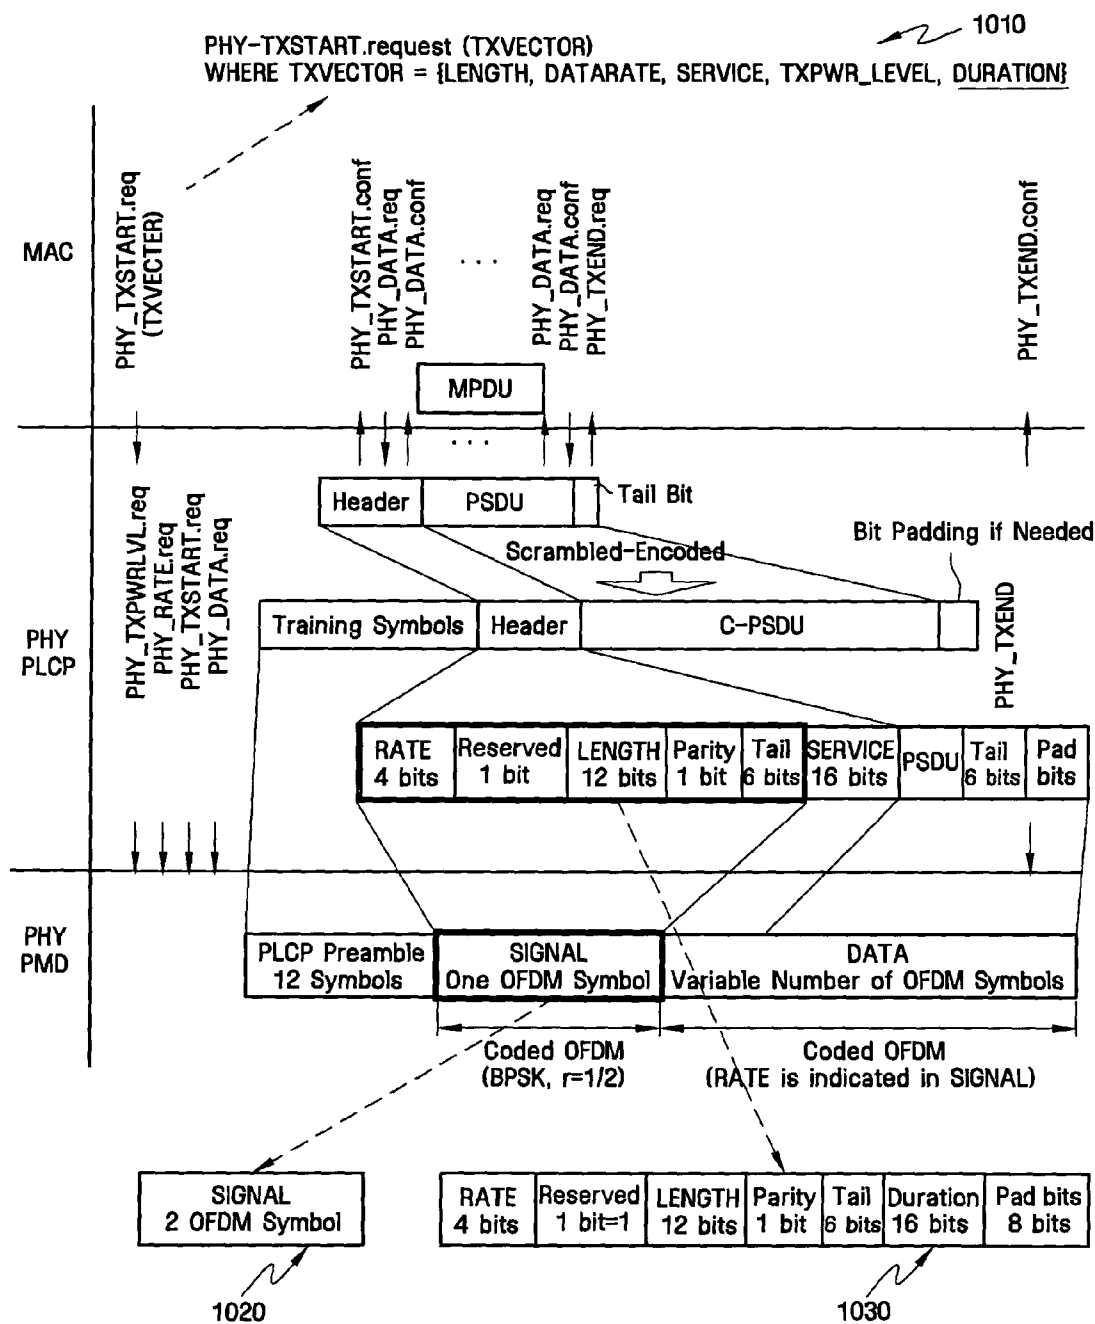 1010
PHY-TXSTART.request (TXVECTOR)
WHERE TXVECTOR = {LENGTH, DATARATE, SERVICE, TXPWR_LEVEL, DURATION}
MAC
PHY_TXSTART.req
(TXVECTER)
PHY_TXSTART.conf
PHY_DATA.req
PHY_DATA.conf
...
PHY_DATA.req
PHY_DATA.conf
PHY_TXEND.req
PHY_TXEND.conf
MPDU
...
Header
PSDU
Tail Bit
Scrambled-Encoded
Bit Padding if Needed
PHY
PLCP
PHY_TXPWRLVL.req
PHY_RATE.req
PHY_TXSTART.req
PHY_DATA.req
Training Symbols
Header
C-PSDU
PHY_TXEND
RATE
4 bits
Reserved
1 bit
LENGTH
12 bits
Parity
1 bit
Tail
6 bits
SERVICE
16 bits
PSDU
Tail
6 bits
Pad
bits
PHY
PMD
PLCP Preamble
12 Symbols
SIGNAL
One OFDM Symbol
DATA
Variable Number of OFDM Symbols
Coded OFDM
(BPSK, r=1/2)
Coded OFDM
(RATE is indicated in SIGNAL)
SIGNAL
2 OFDM Symbol
RATE
4 bits
Reserved
1 bit=1
LENGTH
12 bits
Parity
1 bit
Tail
6 bits
Duration
16 bits
Pad bits
8 bits
1020
1030